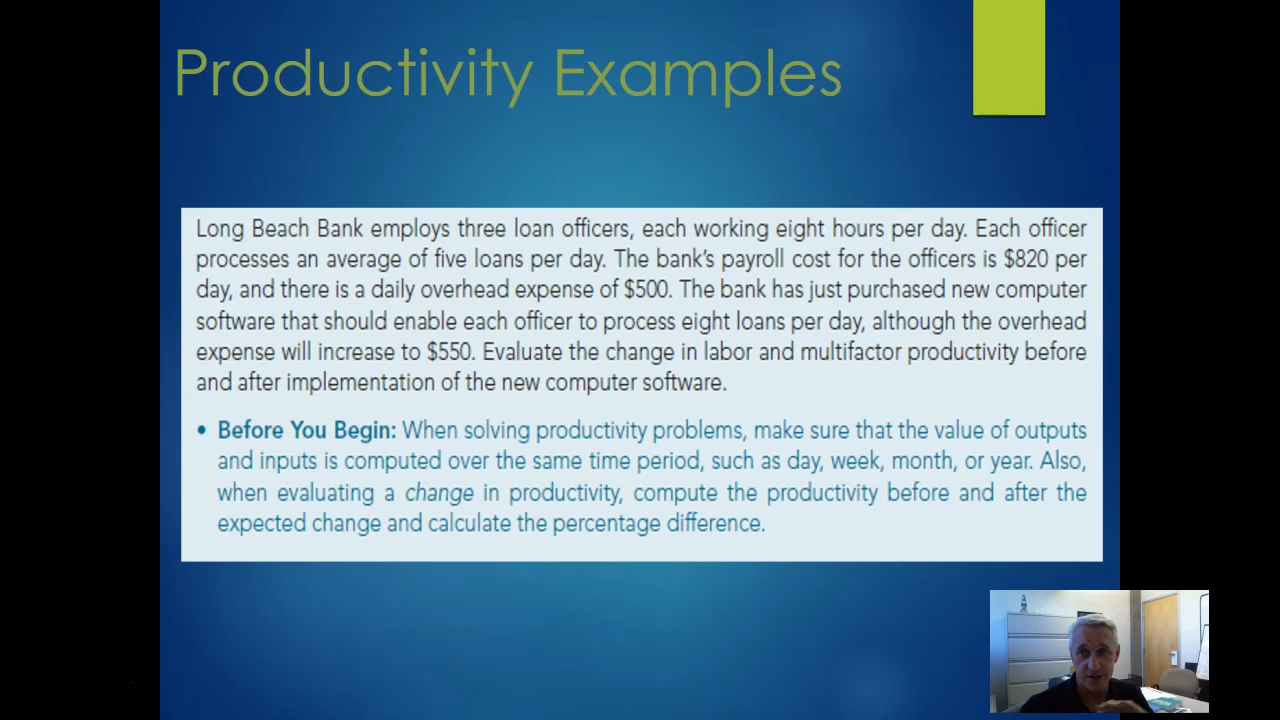 Productivity Examples
Long Beach Bank employs three loan officers, each working eight hours per day. Each officer
processes an average of five loans per day. The bank's payroll cost for the officers is $820 per
day, and there is a daily overhead expense of $500. The bank has just purchased new computer
software that should enable each officer to process eight loans per day, although the overhead
expense will increase to $550. Evaluate the change in labor and multifactor productivity before
and after implementation of the new computer software.
• Before You Begin: When solving productivity problems, make sure that the value of outputs
and inputs is computed over the same time period, such as day, week, month, or year. Also,
when evaluating a change in productivity, compute the productivity before and after the
expected change and calculate the percentage difference.